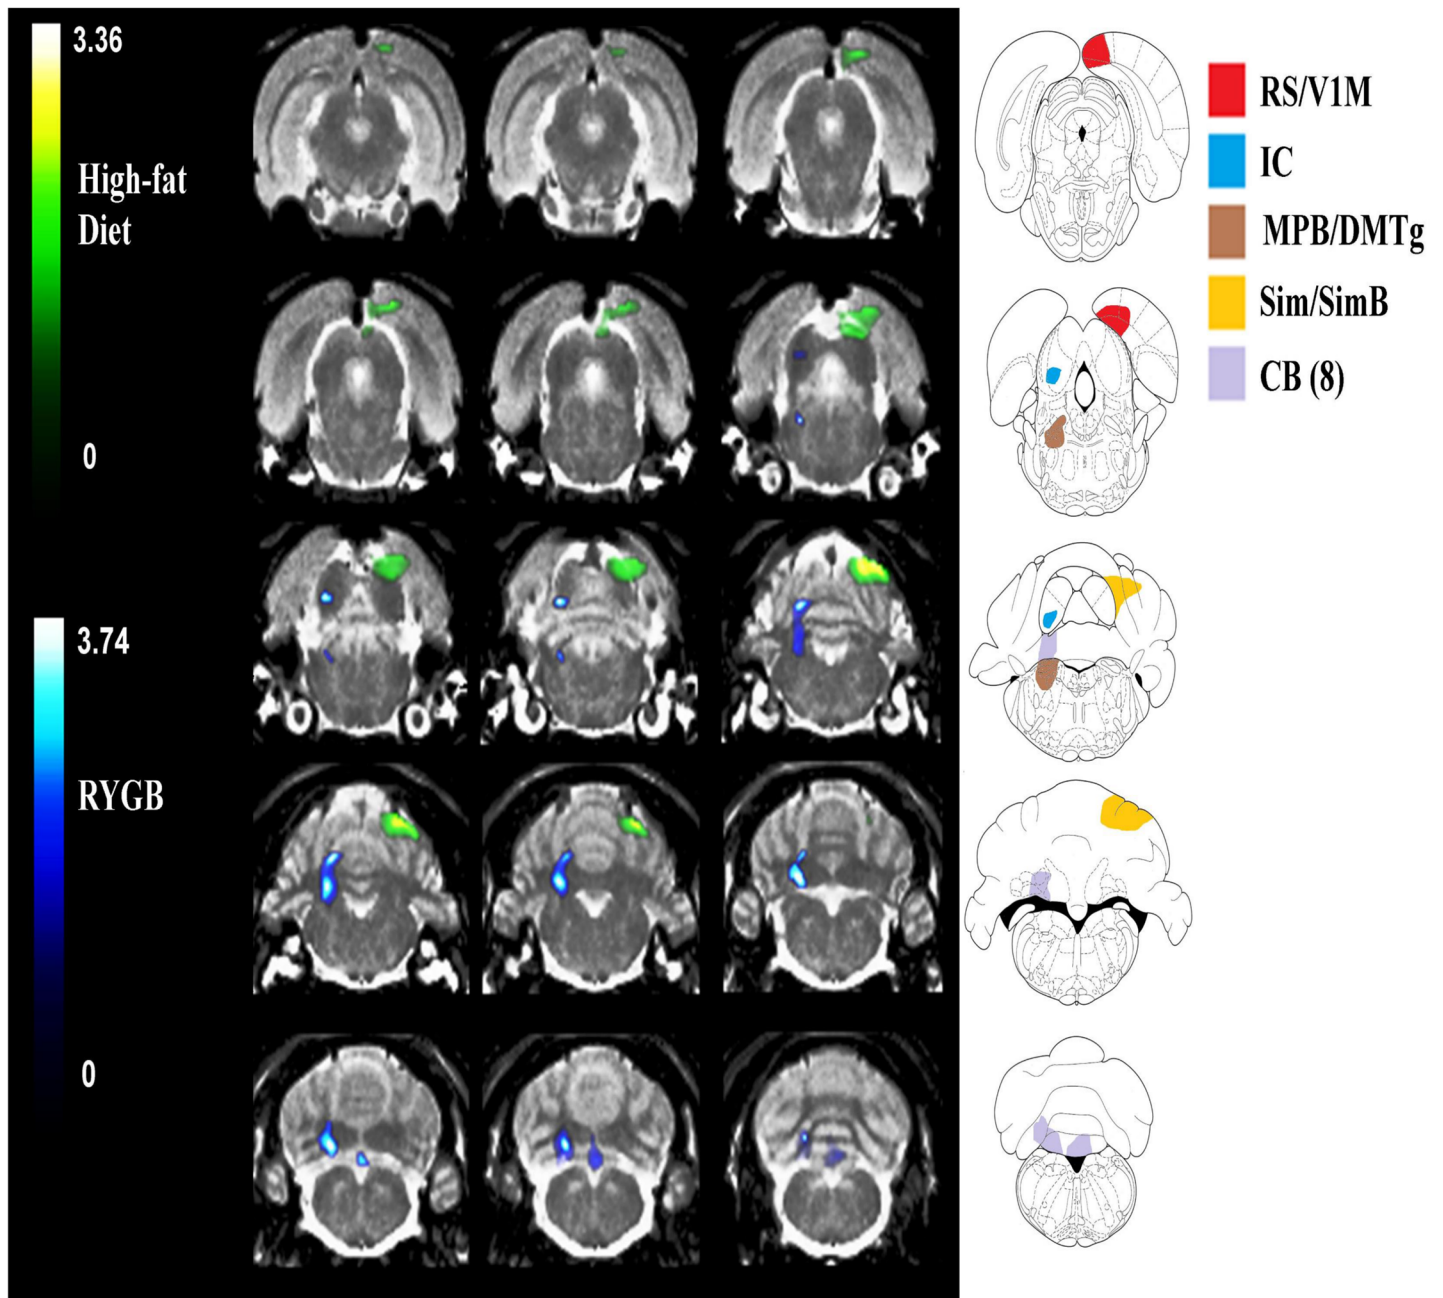 3.36
High-fat
Diet
0
3.74
RYGB
0
RS/V1M
IC
MPB/DMTg
Sim/SimB
CB (8)